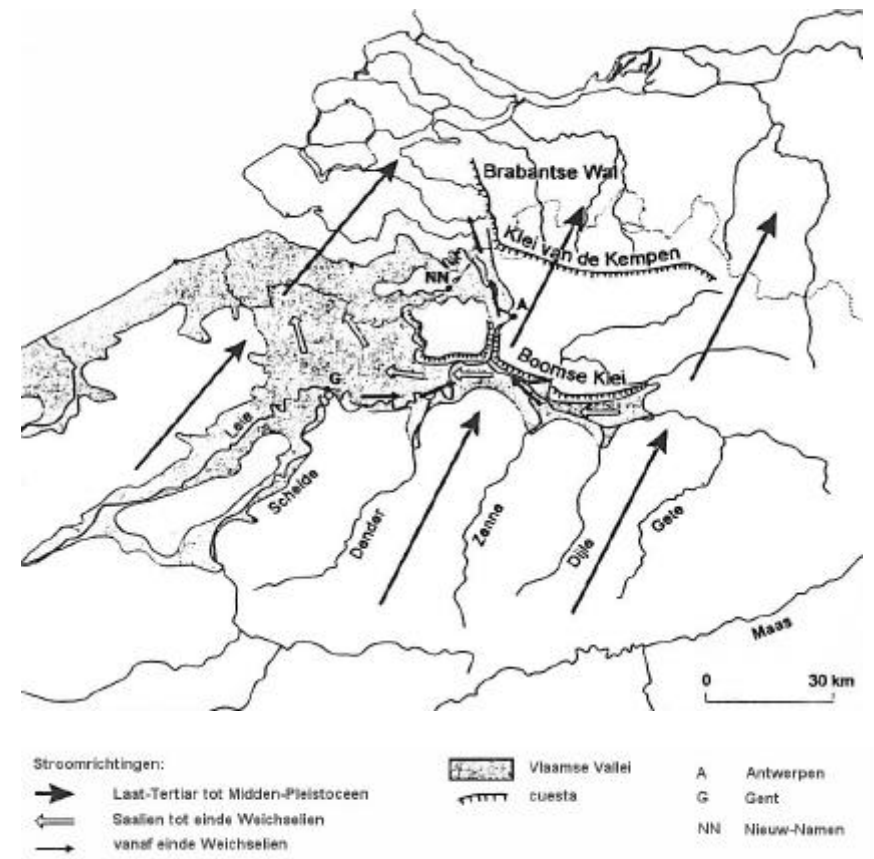 Brabantse Wal
Klei van de Kempen
NN
A
Boomse Klei
G
Leie
Schelde
Dender
Zenne
Dijle
Gete
Maas
0 30 km
Stroomrichtingen:
Laat-Tertiar tot Midden-Pleistoceen
Saalien tot einde Weichselien
vanaf einde Weichselien
Vlaamse Vallei
cuesta
A Antwerpen
G Gent
NN Nieuw-Namen